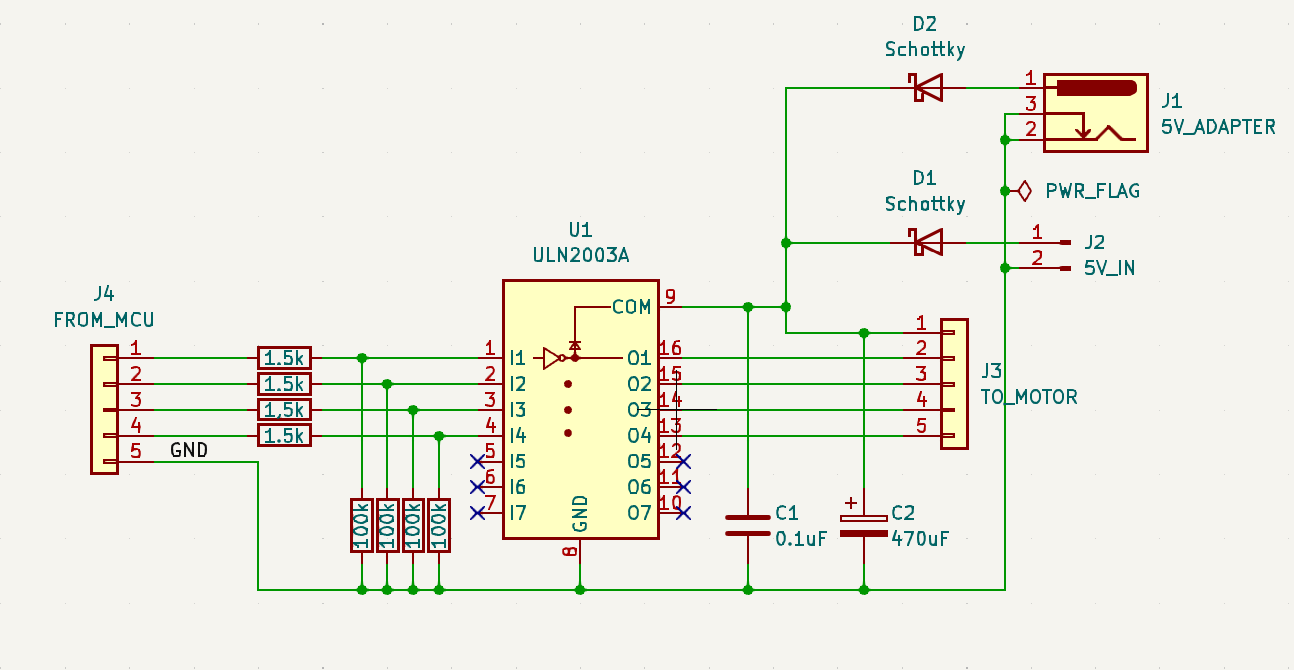 D2
Schottky
1
3
2
J1
5V_ADAPTER
PWR_FLAG
D1
Schottky
1
2
J2
5V_IN
U1
ULN2003A
J4
FROM_MCU
1
2
3
4
5
1.5k
1.5k
1,5k
1.5k
GND
100k
100k
100k
100k
1
2
3
4
5
6
7
I1
I2
I3
I4
I5
I6
I7
COM
O1
O2
O3
O4
O5
O6
O7
GND
8
9
16
15
14
13
12
11
10
1
2
3
4
5
J3
TO_MOTOR
C1
0.1uF
+
C2
470uF